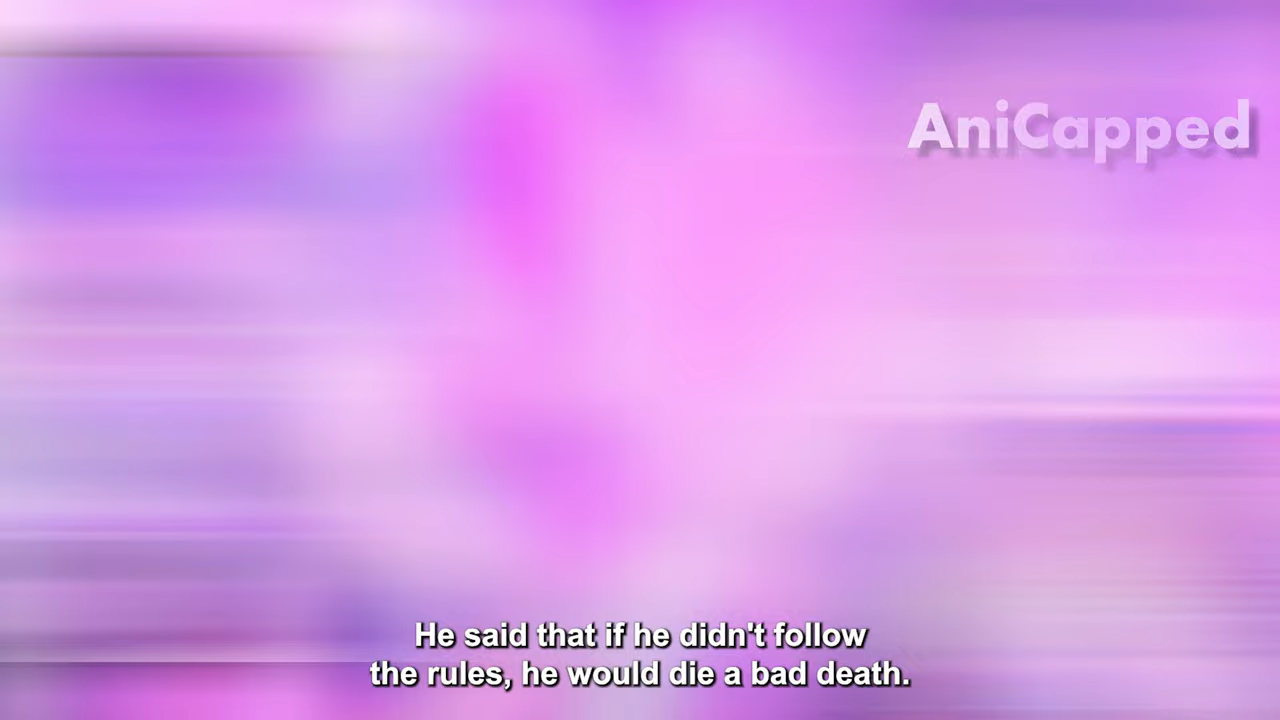 AniCapped
He said that if he didn't follow
the rules, he would die a bad death.